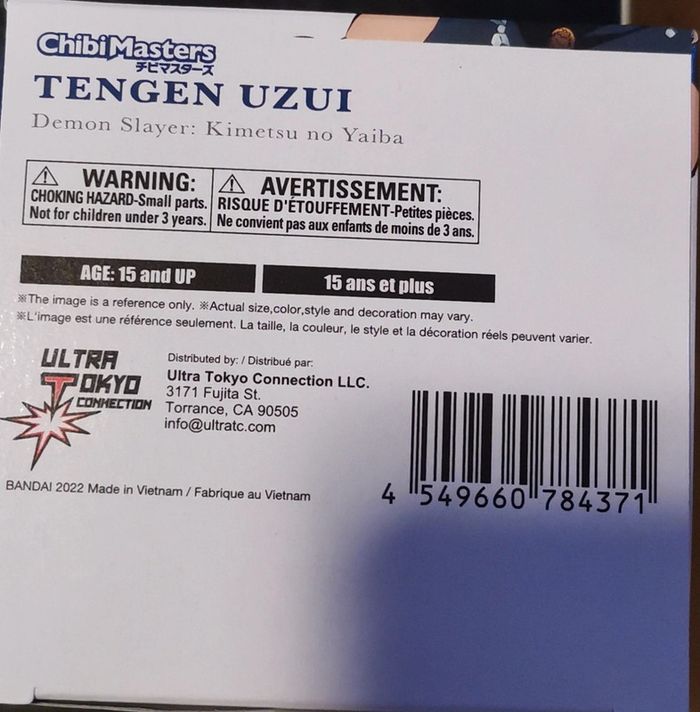 ChibiMasters
チビマスターズ
TENGEN UZUI
Demon Slayer: Kimetsu no Yaiba
⚠ WARNING:
CHOKING HAZARD-Small parts.
Not for children under 3 years.
⚠ AVERTISSEMENT:
RISQUE D'ÉTOUFFEMENT-Petites pièces.
Ne convient pas aux enfants de moins de 3 ans.
AGE: 15 and UP
15 ans et plus
※The image is a reference only. ※Actual size,color,style and decoration may vary.
※L'image est une référence seulement. La taille, la couleur, le style et la décoration réels peuvent varier.
ULTRA
TOKYO
CONNECTION
Distributed by: / Distribué par:
Ultra Tokyo Connection LLC.
3171 Fujita St.
Torrance, CA 90505
info@ultratc.com
BANDAI 2022 Made in Vietnam / Fabrique au Vietnam
4 549660 784371